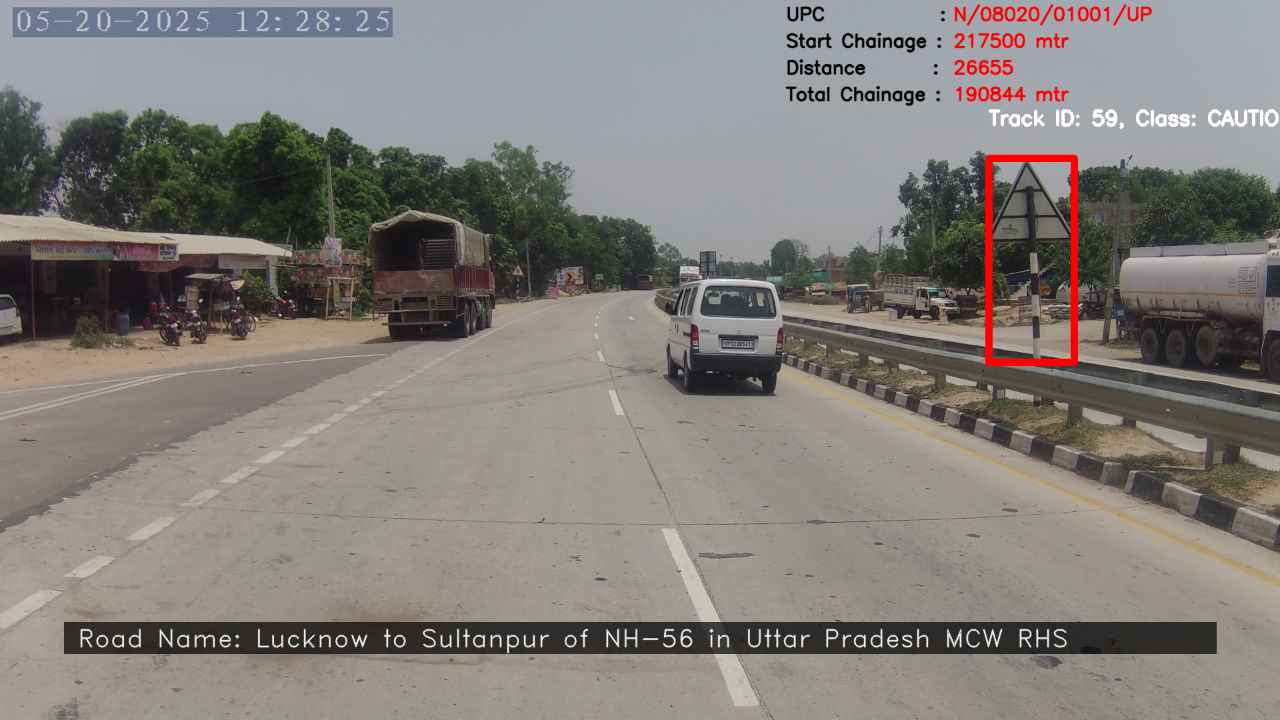 05-20-2025 12:28:25
UPC : N/08020/01001/UP
Start Chainage : 217500 mtr
Distance : 26655
Total Chainage : 190844 mtr
Track ID: 59, Class: CAUTIO
Road Name: Lucknow to Sultanpur of NH-56 in Uttar Pradesh MCW RHS